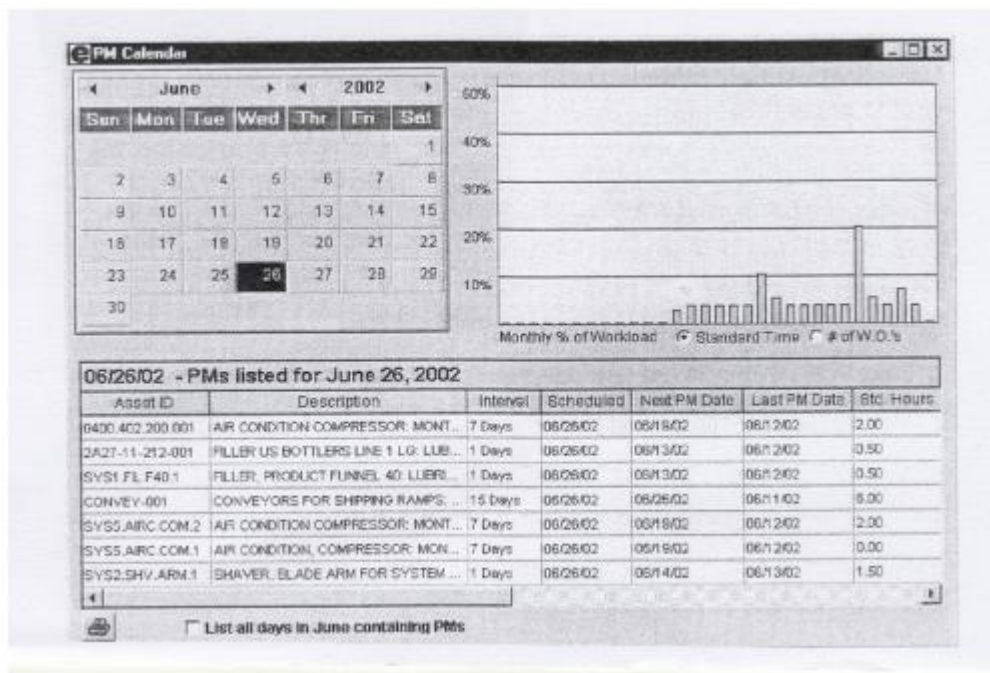 PM Calendar
June 2002
Sun Mon Tue Wed Thr Fri Sat
1
2 3 4 5 6 7 8
9 10 11 12 13 14 15
16 17 18 19 20 21 22
23 24 25 26 27 28 29
30
50%
40%
30%
20%
10%
Monthly % of Workload Standard Time # of W.O.'s
06/26/02 - PMs listed for June 26, 2002
Asset ID Description Interval Scheduled Next PM Date Last PM Date Std. Hours
0400.402.200.001 AIR CONDITION COMPRESSOR: MONT... 7 Days 06/26/02 06/19/02 06/12/02 2.00
2A27-11-212-001 FILLER US BOTTLERS LINE 1 LG: LUB... 1 Days 06/26/02 06/13/02 06/12/02 0.50
SYS1.FIL.F40.1 FILLER, PRODUCT FUNNEL 40: LUBRI... 1 Days 06/26/02 06/13/02 06/12/02 0.50
CONVEY-001 CONVEYORS FOR SHIPPING RAMPS: ... 15 Days 06/26/02 06/26/02 06/11/02 6.00
SYS5.AIRC.COM.2 AIR CONDITION COMPRESSOR: MONT... 7 Days 06/26/02 06/19/02 06/12/02 2.00
SYS5.AIRC.COM.1 AIR CONDITION, COMPRESSOR: MON... 7 Days 06/26/02 06/19/02 06/12/02 0.00
SYS2.SHV.ARM.1 SHAVER, BLADE ARM FOR SYSTEM ... 1 Days 06/26/02 06/14/02 06/13/02 1.50
List all days in June containing PMs